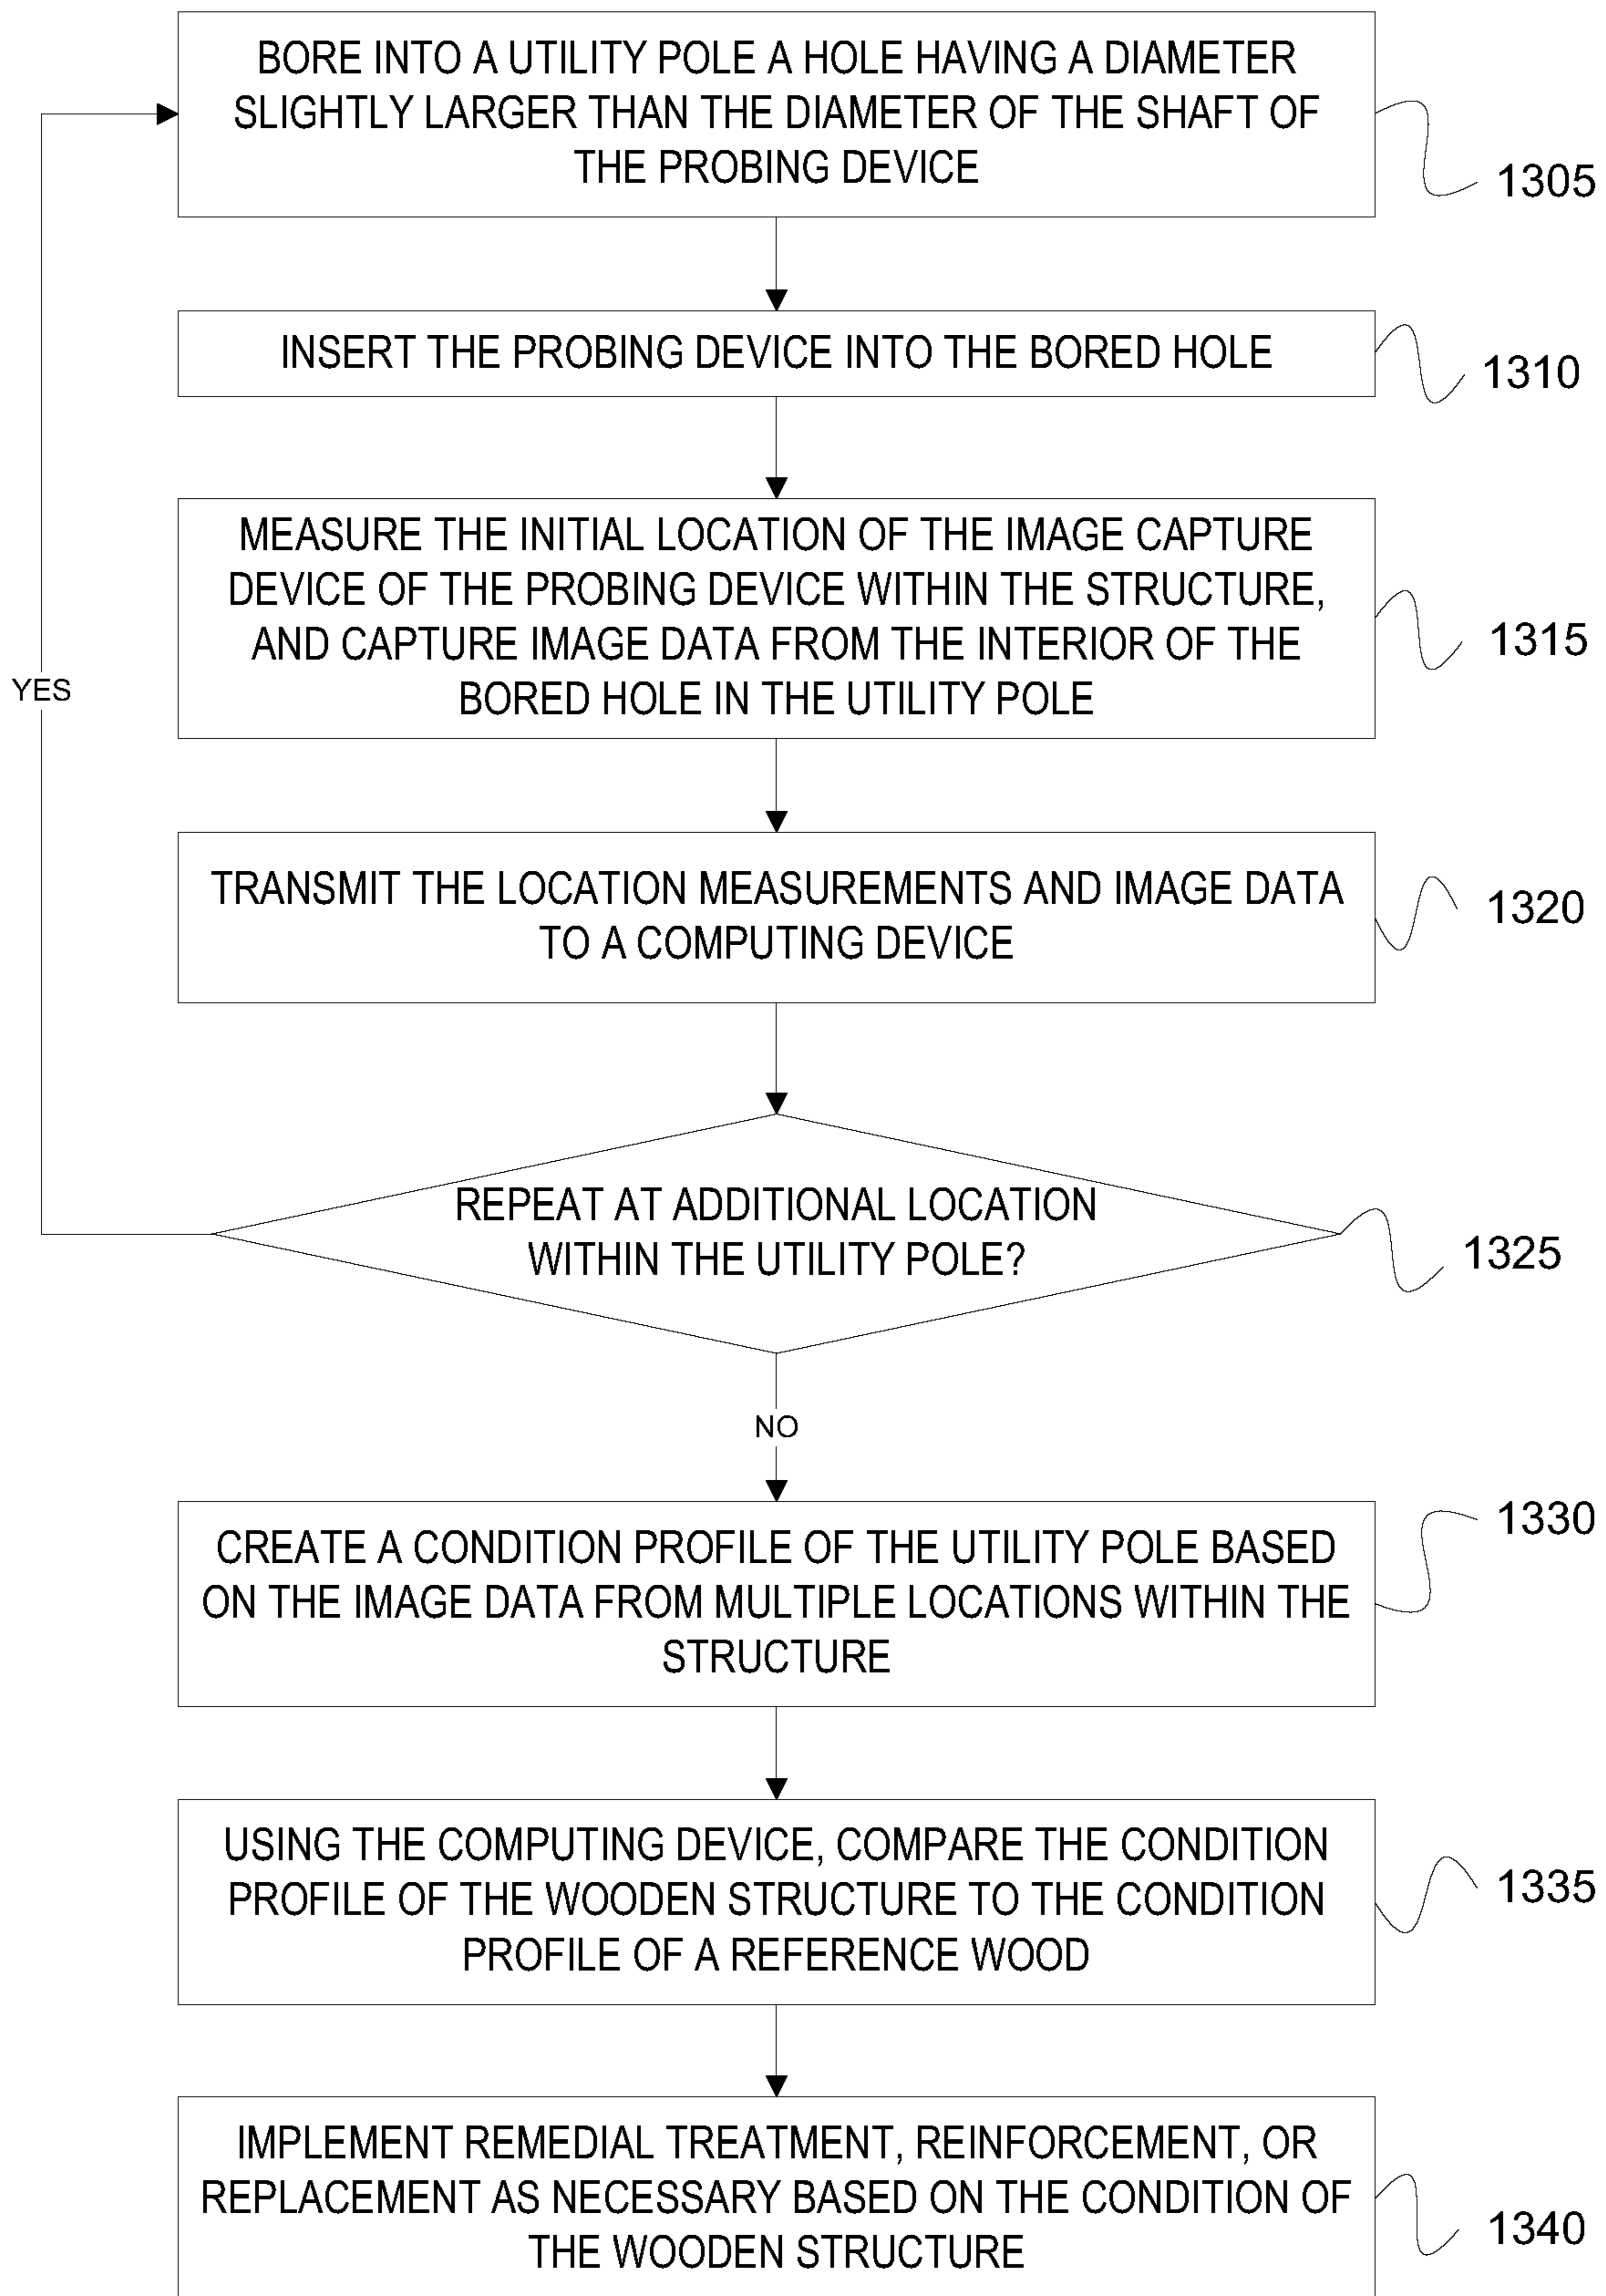 BORE INTO A UTILITY POLE A HOLE HAVING A DIAMETER
SLIGHTLY LARGER THAN THE DIAMETER OF THE SHAFT OF
THE PROBING DEVICE
1305
INSERT THE PROBING DEVICE INTO THE BORED HOLE
1310
MEASURE THE INITIAL LOCATION OF THE IMAGE CAPTURE
DEVICE OF THE PROBING DEVICE WITHIN THE STRUCTURE,
AND CAPTURE IMAGE DATA FROM THE INTERIOR OF THE
BORED HOLE IN THE UTILITY POLE
1315
YES
TRANSMIT THE LOCATION MEASUREMENTS AND IMAGE DATA
TO A COMPUTING DEVICE
1320
REPEAT AT ADDITIONAL LOCATION
WITHIN THE UTILITY POLE?
1325
NO
CREATE A CONDITION PROFILE OF THE UTILITY POLE BASED
ON THE IMAGE DATA FROM MULTIPLE LOCATIONS WITHIN THE
STRUCTURE
1330
USING THE COMPUTING DEVICE, COMPARE THE CONDITION
PROFILE OF THE WOODEN STRUCTURE TO THE CONDITION
PROFILE OF A REFERENCE WOOD
1335
IMPLEMENT REMEDIAL TREATMENT, REINFORCEMENT, OR
REPLACEMENT AS NECESSARY BASED ON THE CONDITION OF
THE WOODEN STRUCTURE
1340